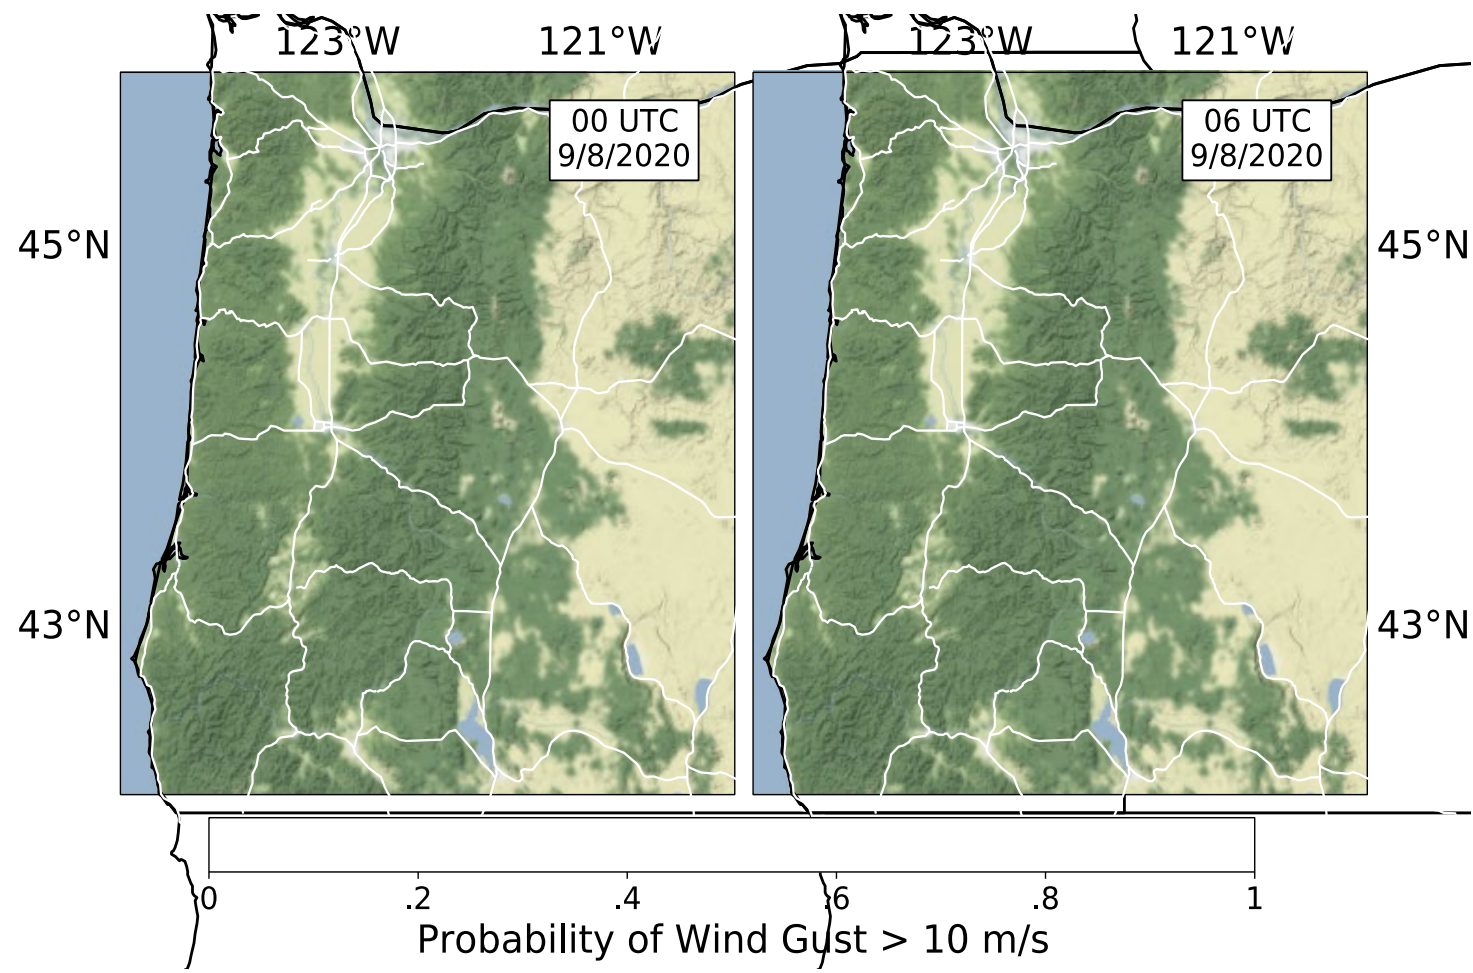 123°W 121°W 123°W 121°W
00 UTC
9/8/2020
06 UTC
9/8/2020
45°N 45°N
43°N 43°N
0 .2 .4 .6 .8 1
Probability of Wind Gust > 10 m/s